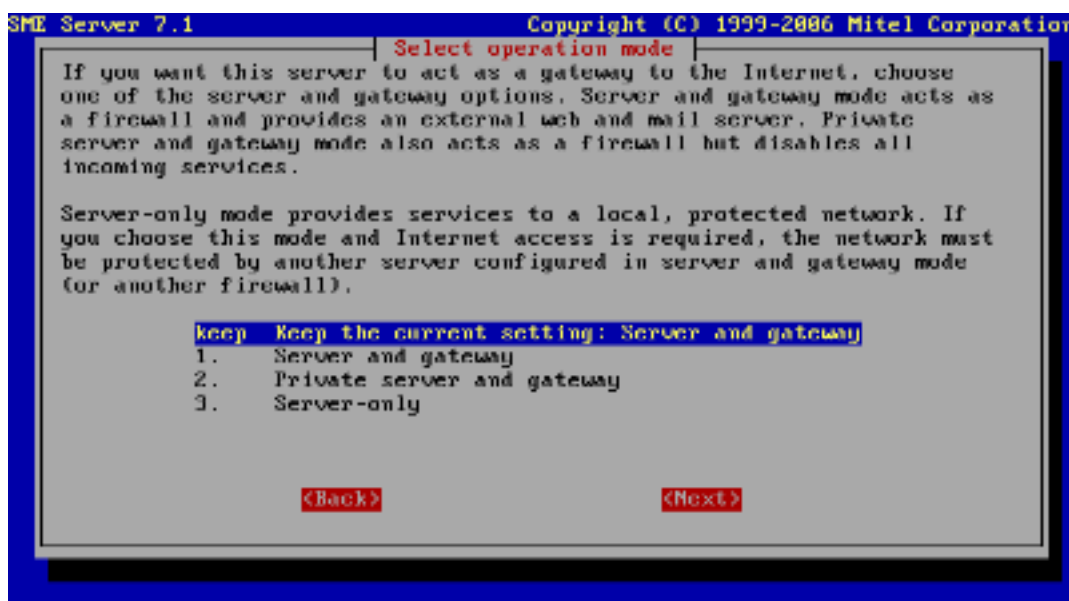 SME Server 7.1 Copyright (C) 1999-2006 Mitel Corporation
Select operation mode
If you want this server to act as a gateway to the Internet, choose
one of the server and gateway options. Server and gateway mode acts as
a firewall and provides an external web and mail server. Private
server and gateway mode also acts as a firewall but disables all
incoming services.
Server-only mode provides services to a local, protected network. If
you choose this mode and Internet access is required, the network must
be protected by another server configured in server and gateway mode
(or another firewall).
keep Keep the current setting: Server and gateway
1. Server and gateway
2. Private server and gateway
3. Server-only
<Back> <Next>